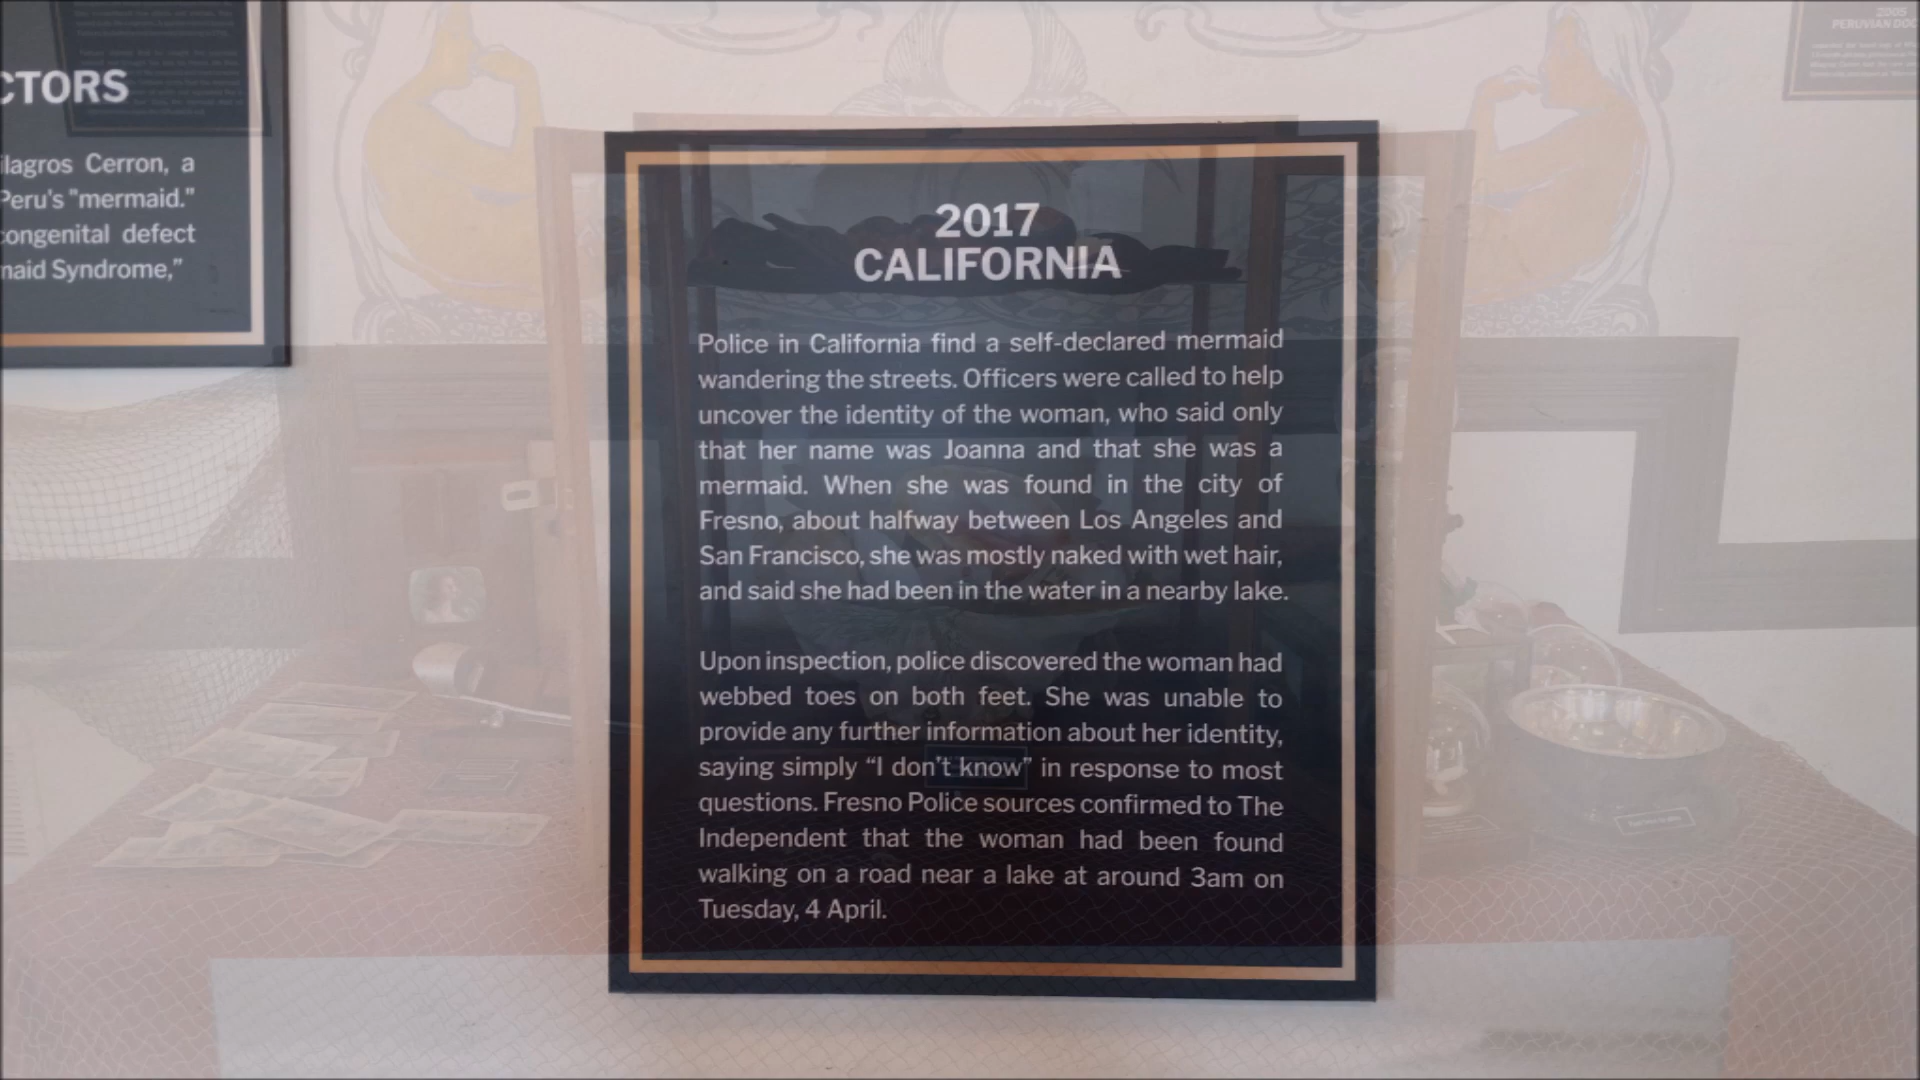 CTORS
ilagros Cerron, a
Peru's "mermaid."
congenital defect
maid Syndrome,”
2005
PERUVIAN DOC
2017
CALIFORNIA
Police in California find a self-declared mermaid
wandering the streets. Officers were called to help
uncover the identity of the woman, who said only
that her name was Joanna and that she was a
mermaid. When she was found in the city of
Fresno, about halfway between Los Angeles and
San Francisco, she was mostly naked with wet hair,
and said she had been in the water in a nearby lake.
Upon inspection, police discovered the woman had
webbed toes on both feet. She was unable to
provide any further information about her identity,
saying simply “I don’t know” in response to most
questions. Fresno Police sources confirmed to The
Independent that the woman had been found
walking on a road near a lake at around 3am on
Tuesday, 4 April.